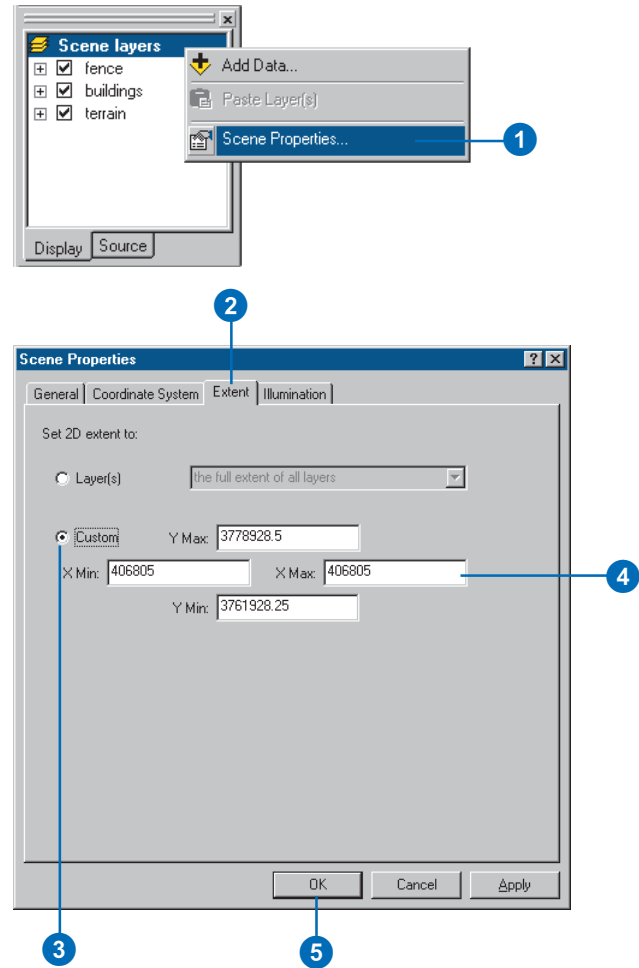 Scene layers
fence
buildings
terrain
Add Data...
Paste Layer(s)
Scene Properties...
1
Display Source
2
Scene Properties
General Coordinate System Extent Illumination
Set 2D extent to:
Layer(s) the full extent of all layers
Custom Y Max: 3778928.5
X Min: 406805 X Max: 406805
4
Y Min: 3761928.25
OK Cancel Apply
3 5